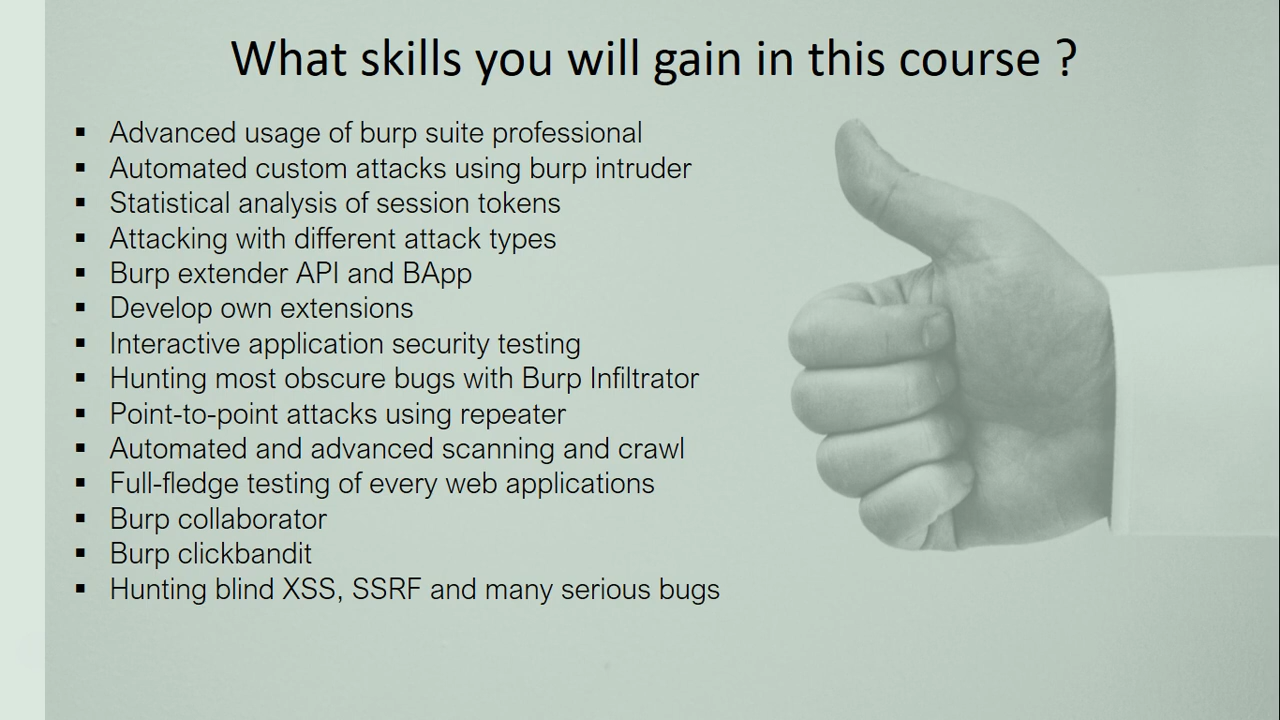 What skills you will gain in this course ?
▪ Advanced usage of burp suite professional
▪ Automated custom attacks using burp intruder
▪ Statistical analysis of session tokens
▪ Attacking with different attack types
▪ Burp extender API and BApp
▪ Develop own extensions
▪ Interactive application security testing
▪ Hunting most obscure bugs with Burp Infiltrator
▪ Point-to-point attacks using repeater
▪ Automated and advanced scanning and crawl
▪ Full-fledge testing of every web applications
▪ Burp collaborator
▪ Burp clickbandit
▪ Hunting blind XSS, SSRF and many serious bugs